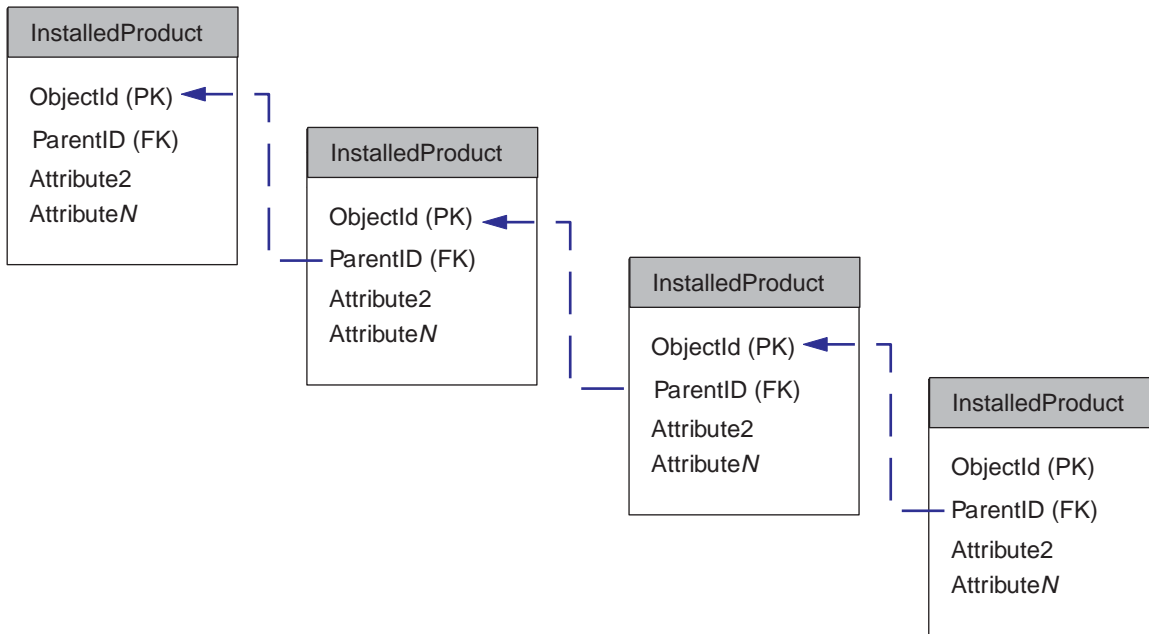 InstalledProduct
ObjectId (PK)
ParentID (FK)
Attribute2
AttributeN
InstalledProduct
ObjectId (PK)
ParentID (FK)
Attribute2
AttributeN
InstalledProduct
ObjectId (PK)
ParentID (FK)
Attribute2
AttributeN
InstalledProduct
ObjectId (PK)
ParentID (FK)
Attribute2
AttributeN